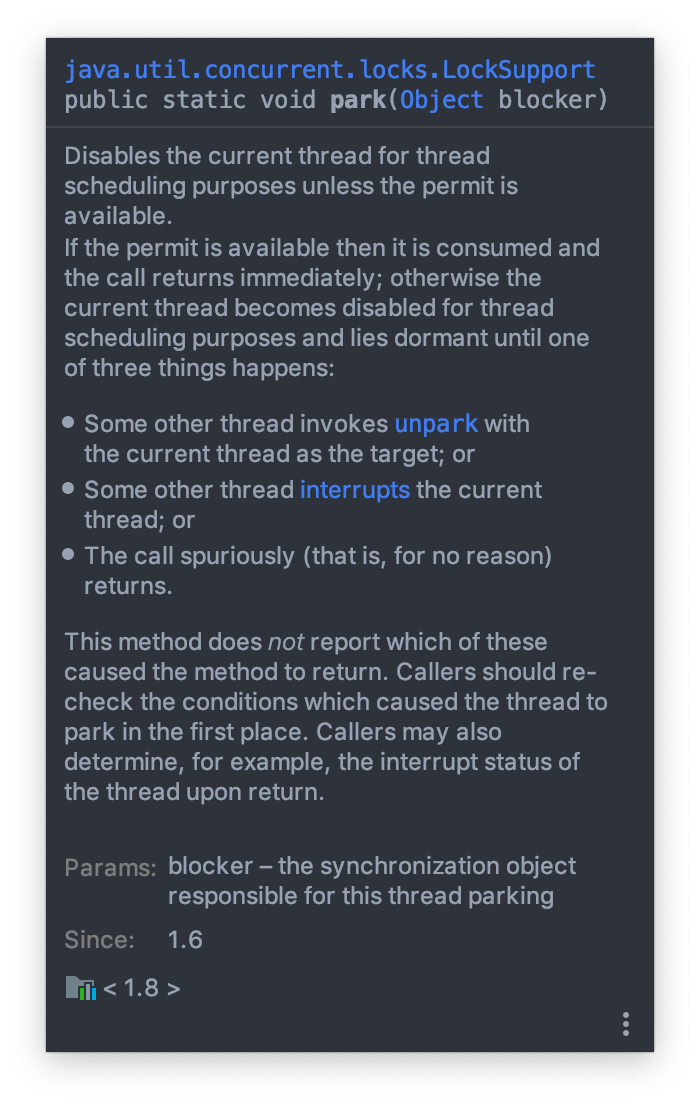 java.util.concurrent.locks.LockSupport
public static void park(Object blocker)
Disables the current thread for thread
scheduling purposes unless the permit is
available.
If the permit is available then it is consumed and
the call returns immediately; otherwise the
current thread becomes disabled for thread
scheduling purposes and lies dormant until one
of three things happens:
Some other thread invokes unpark with
the current thread as the target; or
Some other thread interrupts the current
thread; or
The call spuriously (that is, for no reason)
returns.
This method does not report which of these
caused the method to return. Callers should re-
check the conditions which caused the thread to
park in the first place. Callers may also
determine, for example, the interrupt status of
the thread upon return.
Params: blocker – the synchronization object
responsible for this thread parking
Since: 1.6
< 1.8 >